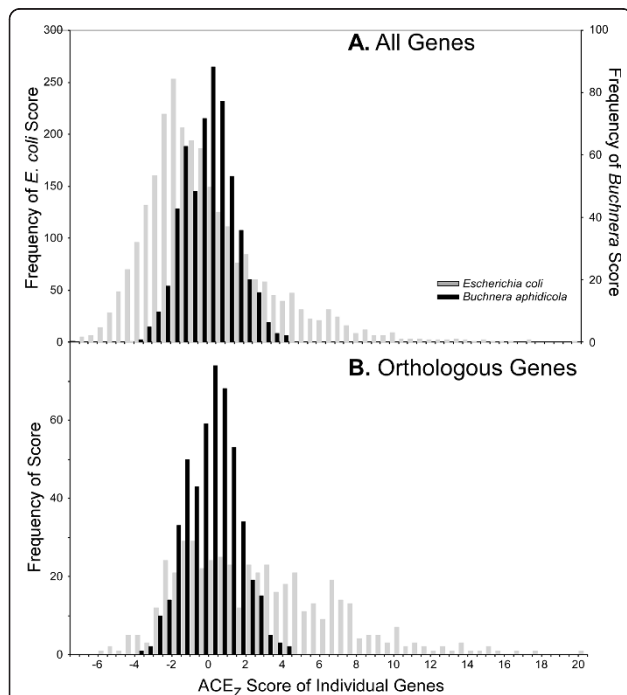 A. All Genes
300
250
200
150
100
50
0
Frequency of E. coli Score
100
80
60
40
20
0
Frequency of Buchnera Score
Escherichia coli
Buchnera aphidicola
B. Orthologous Genes
60
40
20
0
Frequency of Score
-6 -4 -2 0 2 4 6 8 10 12 14 16 18 20
ACEZ Score of Individual Genes